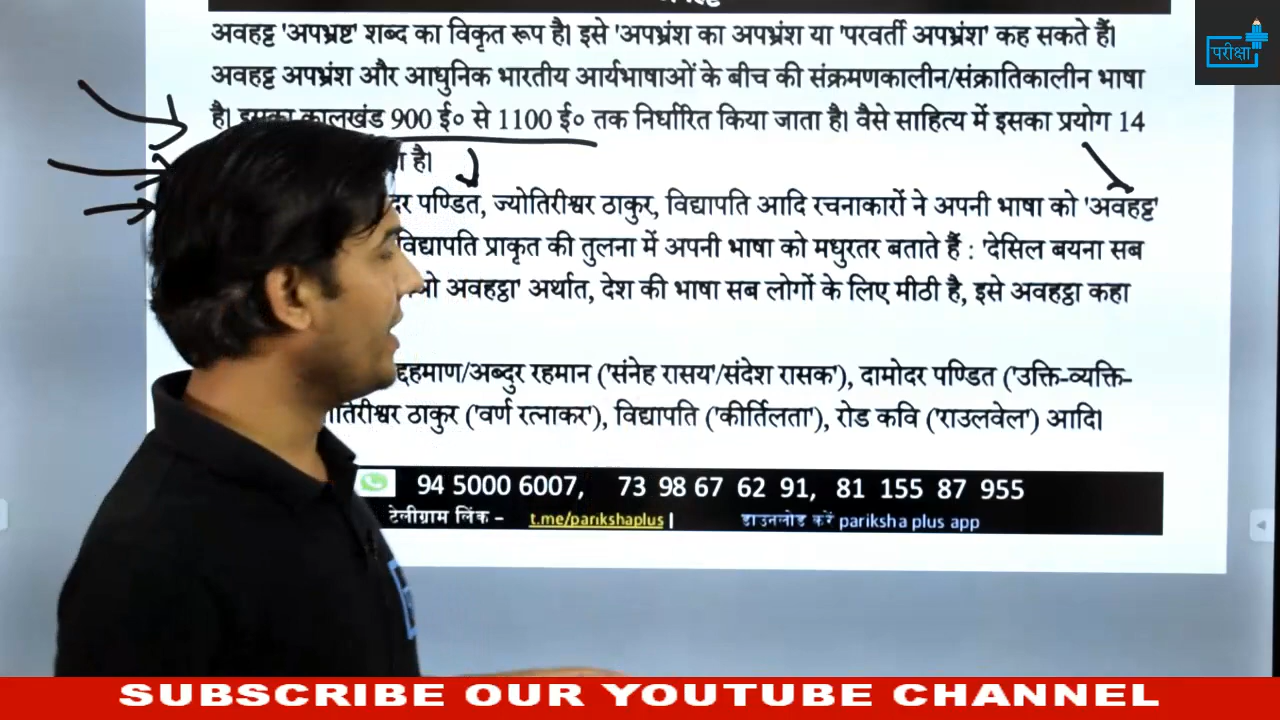 परीक्षा
अवहट्ट 'अपभ्रष्ट' शब्द का विकृत रूप है। इसे 'अपभ्रंश का अपभ्रंश या 'परवर्ती अपभ्रंश' कह सकते हैं।
अवहट्ट अपभ्रंश और आधुनिक भारतीय आर्यभाषाओं के बीच की संक्रमणकालीन/संक्रातिकालीन भाषा
है। इसका कालखंड 900 ई० से 1100 ई० तक निर्धारित किया जाता है। वैसे साहित्य में इसका प्रयोग 14
है।
पण्डित, ज्योतिरीश्वर ठाकुर, विद्यापति आदि रचनाकारों ने अपनी भाषा को 'अवहट्ट'
विद्यापति प्राकृत की तुलना में अपनी भाषा को मधुरतर बताते हैं : 'देसिल बयना सब
अवहट्ठा' अर्थात, देश की भाषा सब लोगों के लिए मीठी है, इसे अवहट्ठा कहा
द्दहमाण/अब्दुर रहमान ('संनेह रासय'/संदेश रासक'), दामोदर पण्डित ('उक्ति-व्यक्ति-
ठाकुर ('वर्ण रत्नाकर'), विद्यापति ('कीर्तिलता'), रोड कवि ('राउलवेल') आदि।
94 5000 6007, 73 98 67 62 91, 81 155 87 955
टेलीग्राम लिंक – t.me/parikshaplus | डाउनलोड करें pariksha plus app
SUBSCRIBE OUR YOUTUBE CHANNEL